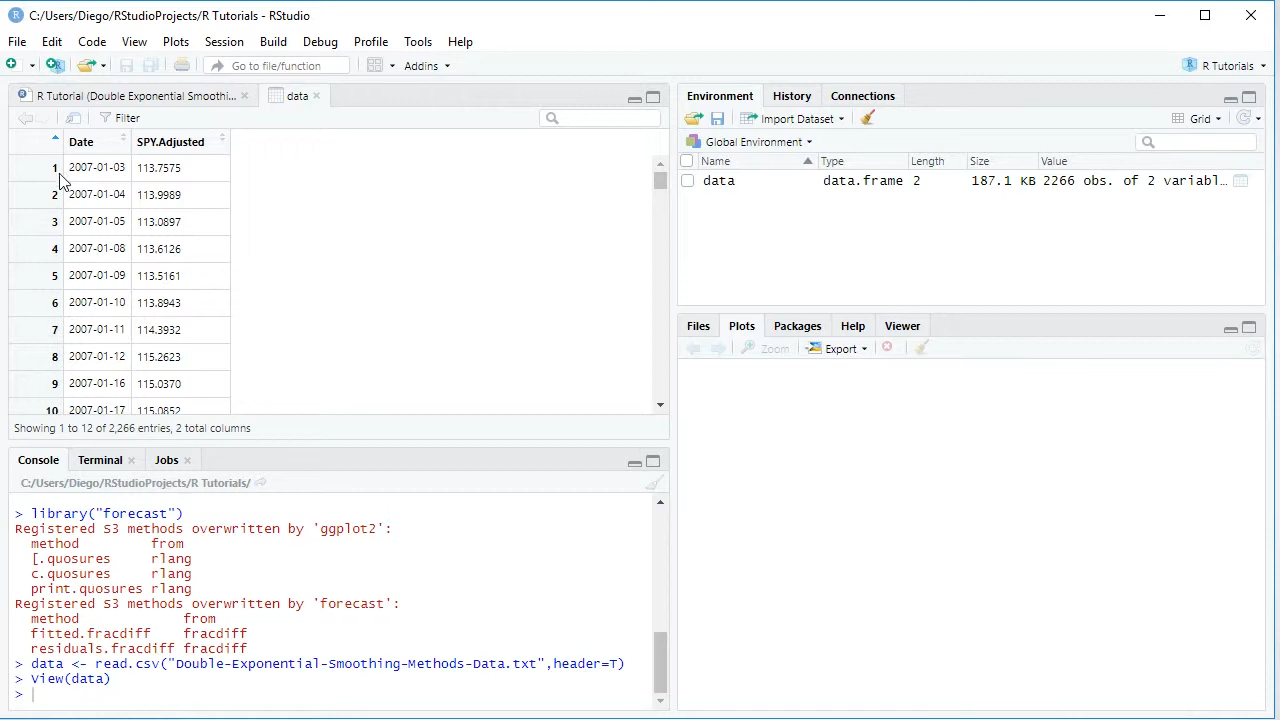 C:/Users/Diego/RStudioProjects/R Tutorials - RStudio
File Edit Code View Plots Session Build Debug Profile Tools Help
Go to file/function Addins R Tutorials
R Tutorial (Double Exponential Smoothi... data
Filter
Date SPY.Adjusted
1 2007-01-03 113.7575
2 2007-01-04 113.9989
3 2007-01-05 113.0897
4 2007-01-08 113.6126
5 2007-01-09 113.5161
6 2007-01-10 113.8943
7 2007-01-11 114.3932
8 2007-01-12 115.2623
9 2007-01-16 115.0370
10 2007-01-17 115.0852
Showing 1 to 12 of 2,266 entries, 2 total columns
Console Terminal Jobs
C:/Users/Diego/RStudioProjects/R Tutorials/
> library("forecast")
Registered S3 methods overwritten by 'ggplot2':
method from
[.quosures rlang
c.quosures rlang
print.quosures rlang
Registered S3 methods overwritten by 'forecast':
method from
fitted.fracdiff fracdiff
residuals.fracdiff fracdiff
> data <- read.csv("Double-Exponential-Smoothing-Methods-Data.txt",header=T)
> View(data)
>
Environment History Connections
Import Dataset Grid
Global Environment
Name Type Length Size Value
data data.frame 2 187.1 KB 2266 obs. of 2 variabl...
Files Plots Packages Help Viewer
Zoom Export